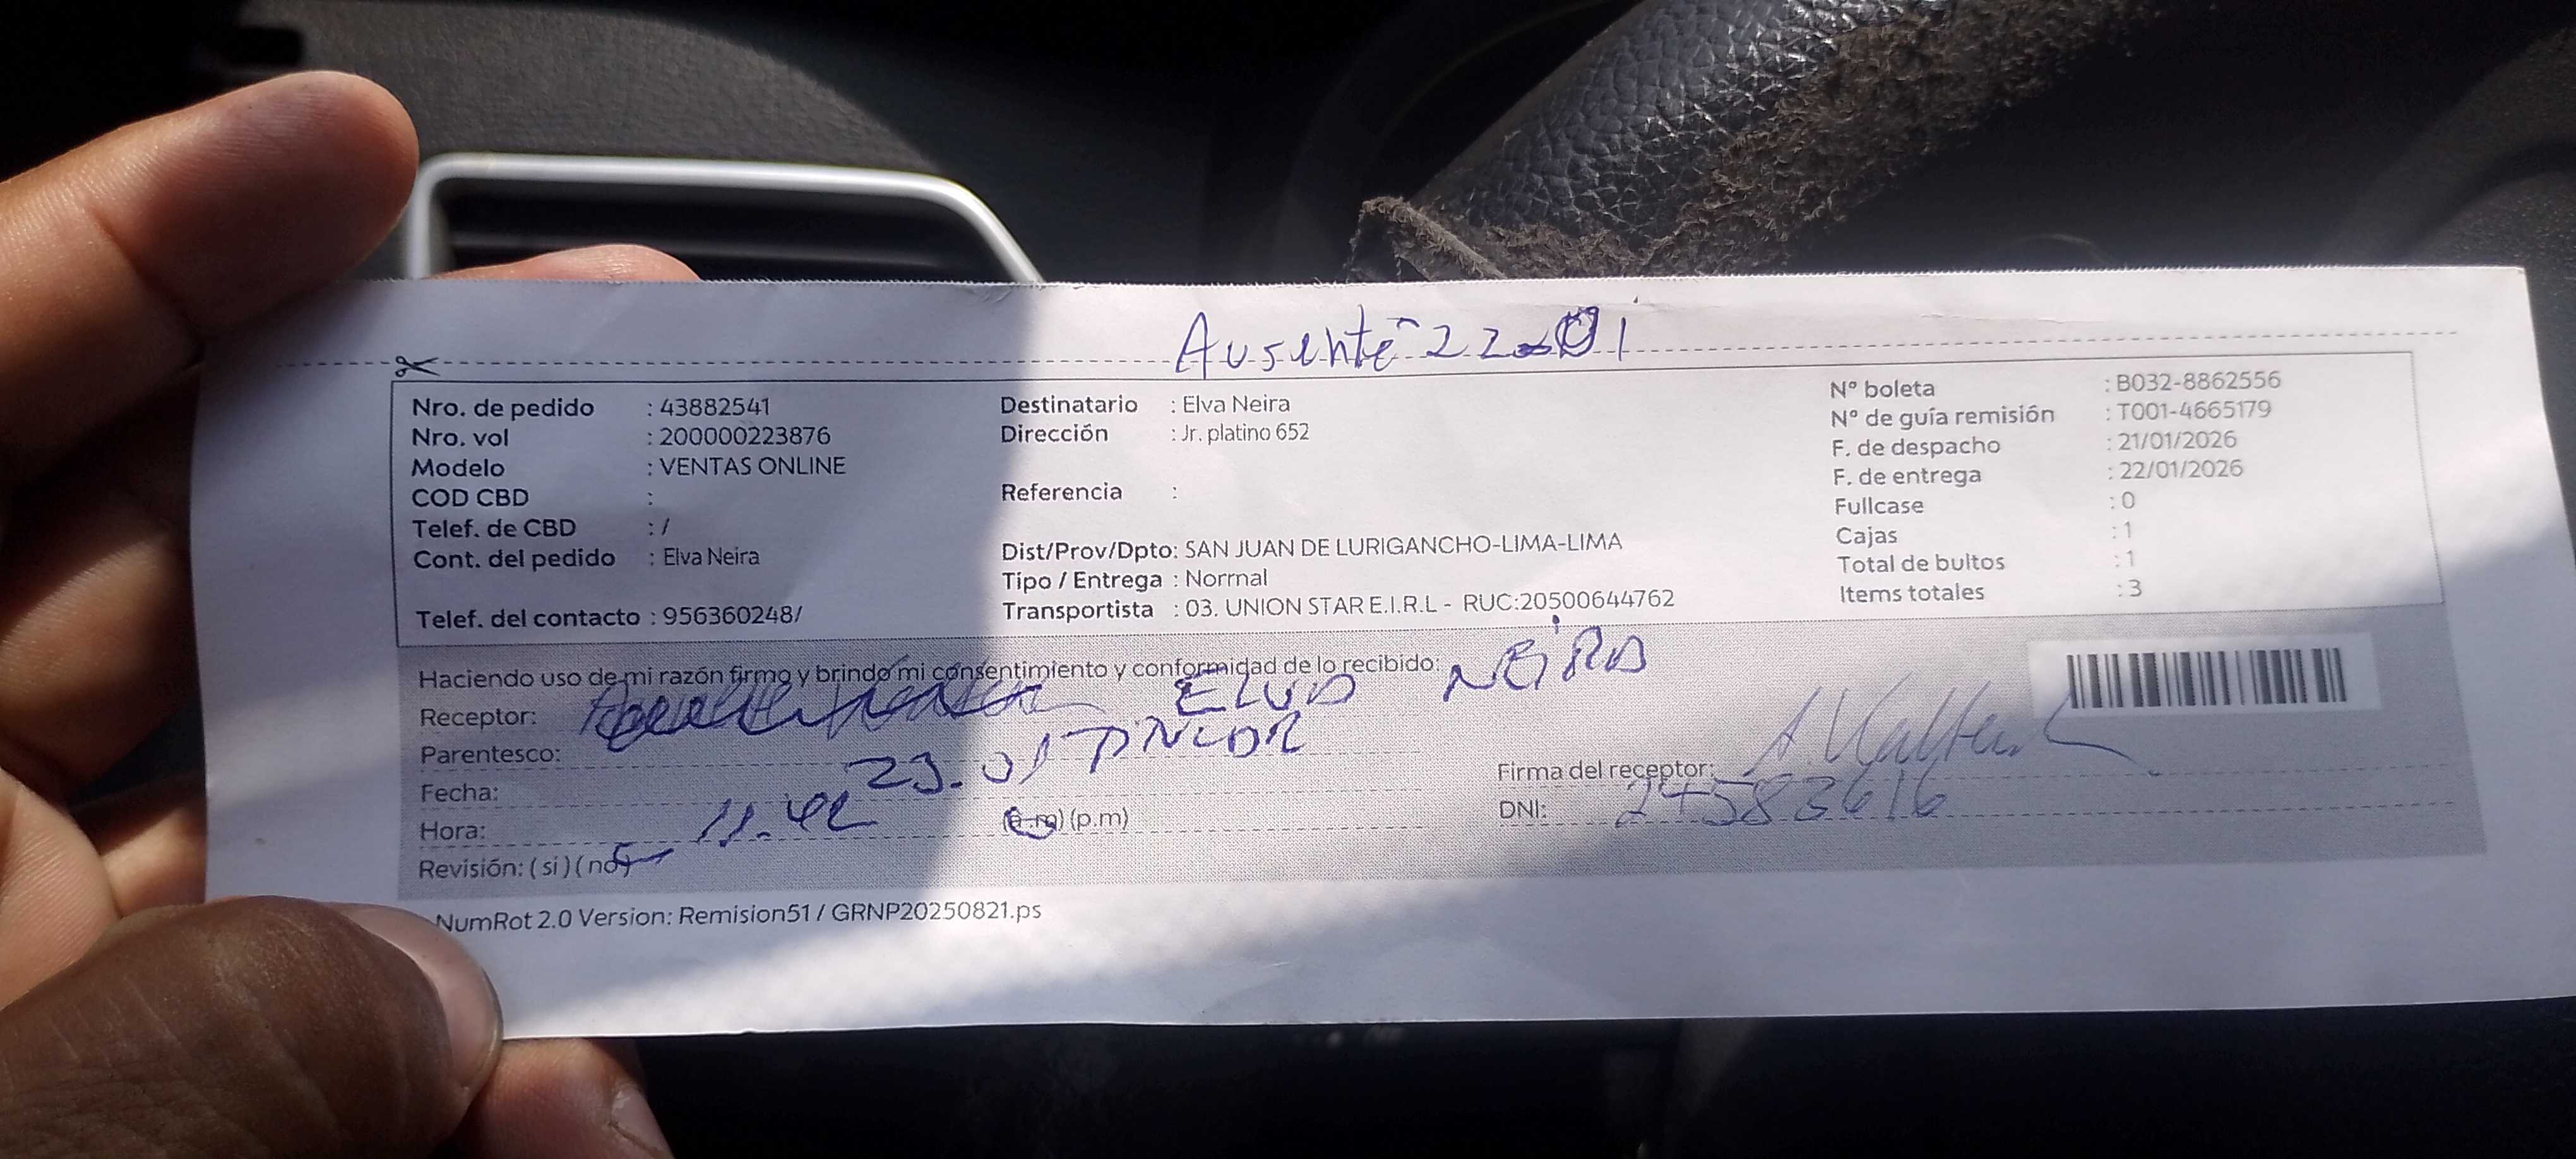 Ausente 22-01
Nro. de pedido : 43882541
Nro. vol : 200000223876
Modelo : VENTAS ONLINE
COD CBD :
Telef. de CBD : /
Cont. del pedido : Elva Neira
Telef. del contacto : 956360248/
Destinatario : Elva Neira
Dirección : Jr. platino 652
Referencia :
Dist/Prov/Dpto: SAN JUAN DE LURIGANCHO-LIMA-LIMA
Tipo / Entrega : Normal
Transportista : 03. UNION STAR E.I.R.L - RUC:20500644762
N° boleta : B032-8862556
N° de guía remisión : T001-4665179
F. de despacho : 21/01/2026
F. de entrega : 22/01/2026
Fullcase : 0
Cajas : 1
Total de bultos : 1
Items totales : 3
Haciendo uso de mi razón firmo y brindo mi consentimiento y conformidad de lo recibido:
Receptor: ELVA NEIRA
Parentesco:
Fecha: 23.01
Hora: 11.42 (a.m) (p.m)
Revisión: (si) (no)
Firma del receptor:
DNI:
NumRot 2.0 Version: Remision51 / GRNP20250821.ps